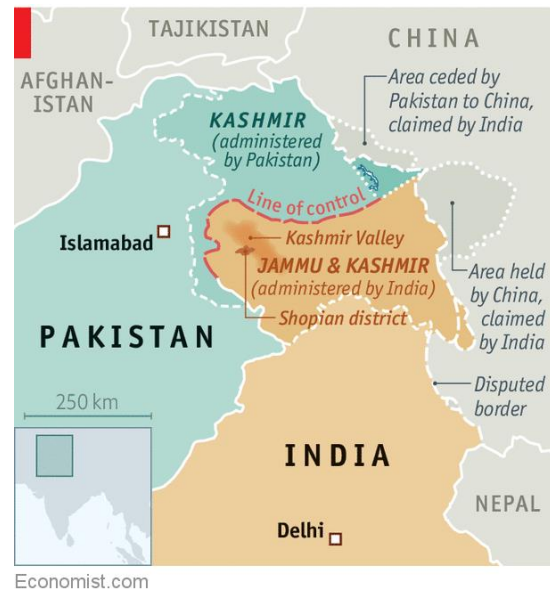 TAJIKISTAN
CHINA
AFGHAN-
ISTAN
Area ceded by
Pakistan to China,
claimed by India
KASHMIR
(administered
by Pakistan)
Line of control
Islamabad
Kashmir Valley
JAMMU & KASHMIR
(administered by India)
Shopian district
Area held
by China,
claimed
by India
PAKISTAN
Disputed
border
250 km
INDIA
NEPAL
Delhi
Economist.com